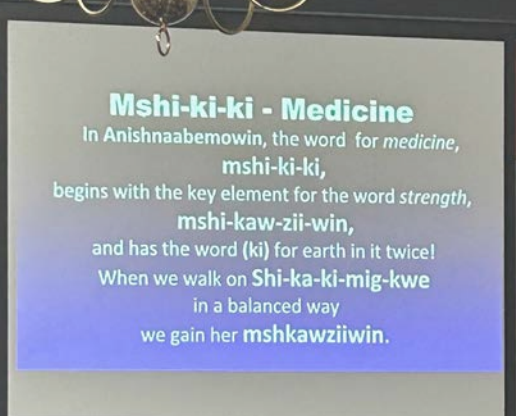 Mshi-ki-ki - Medicine
In Anishnaabemowin, the word for medicine,
mshi-ki-ki,
begins with the key element for the word strength,
mshi-kaw-zii-win,
and has the word (ki) for earth in it twice!
When we walk on Shi-ka-ki-mig-kwe
in a balanced way
we gain her mshkawziiwin.